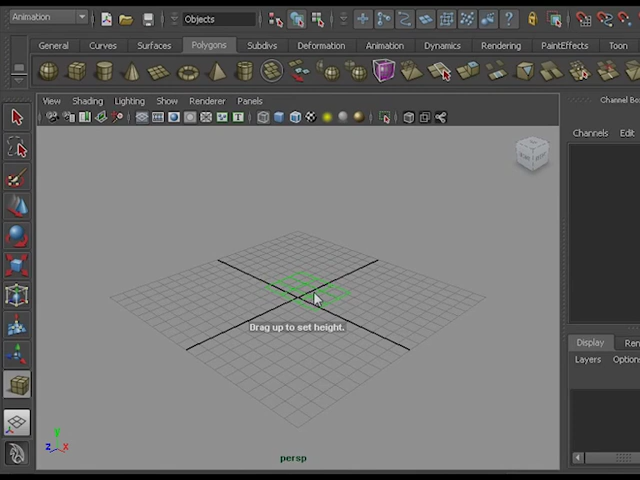 Animation
Objects
General Curves Surfaces Polygons Subdivs Deformation Animation Dynamics Rendering PaintEffects Toon
View Shading Lighting Show Renderer Panels
Channel Bo
Channels Edit
Drag up to set height.
Display Ren
Layers Option
y
z x
persp